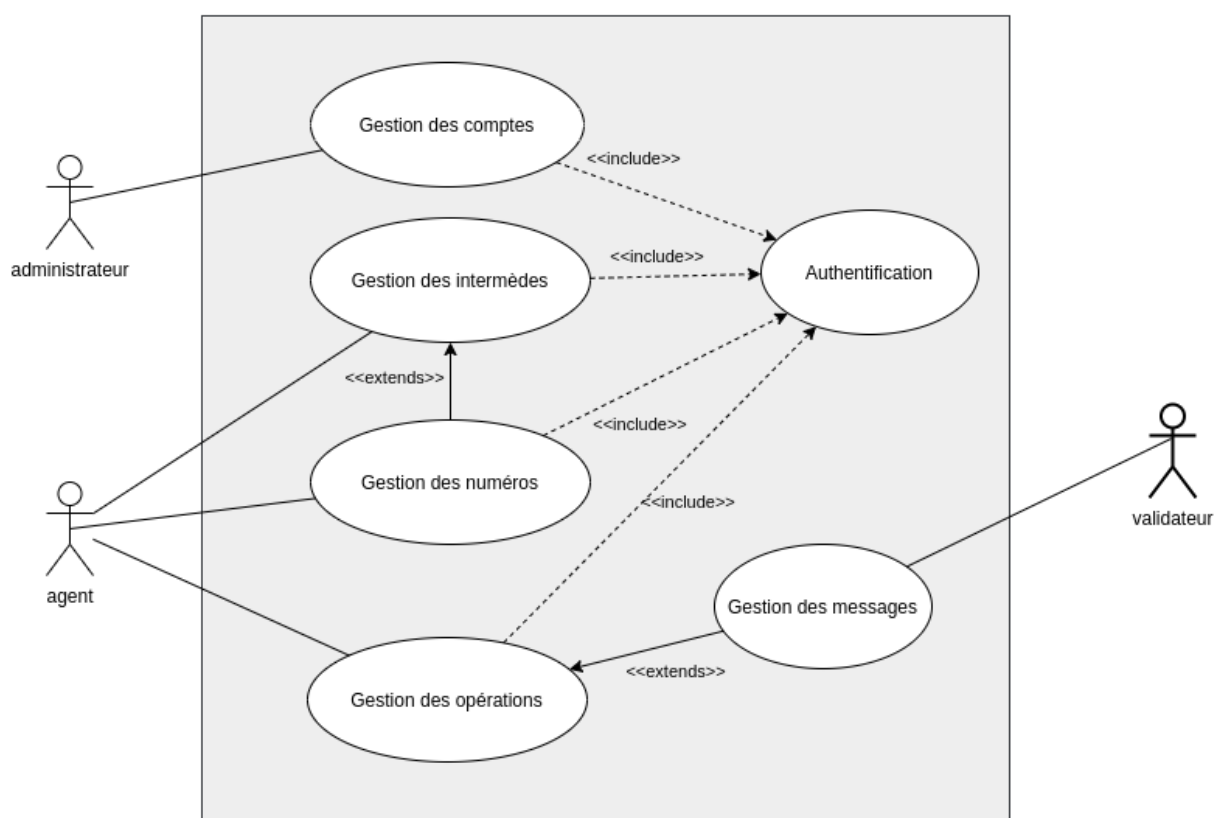 Gestion des comptes
<<include>>
administrateur
Gestion des intermèdes
<<include>>
Authentification
<<extends>>
<<include>>
Gestion des numéros
<<include>>
validateur
agent
Gestion des messages
<<extends>>
Gestion des opérations